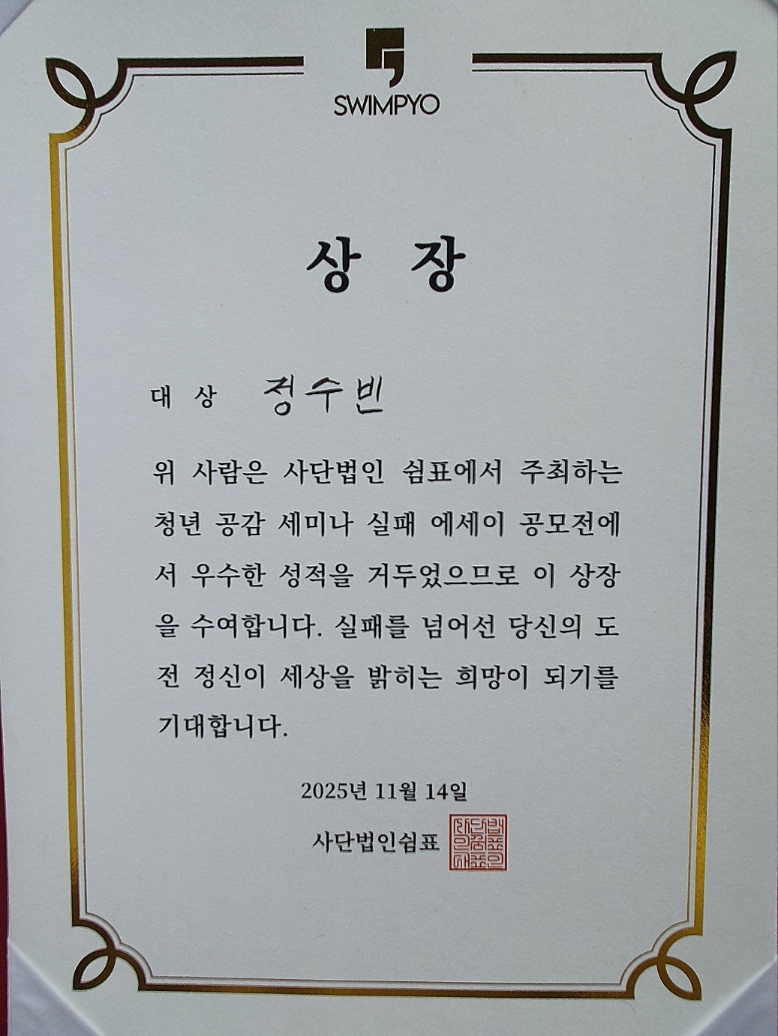 SWIMPYO
상 장
대 상 정수빈
위 사람은 사단법인 쉼표에서 주최하는
청년 공감 세미나 실패 에세이 공모전에
서 우수한 성적을 거두었으므로 이 상장
을 수여합니다. 실패를 넘어선 당신의 도
전 정신이 세상을 밝히는 희망이 되기를
기대합니다.
2025년 11월 14일
사단법인쉼표